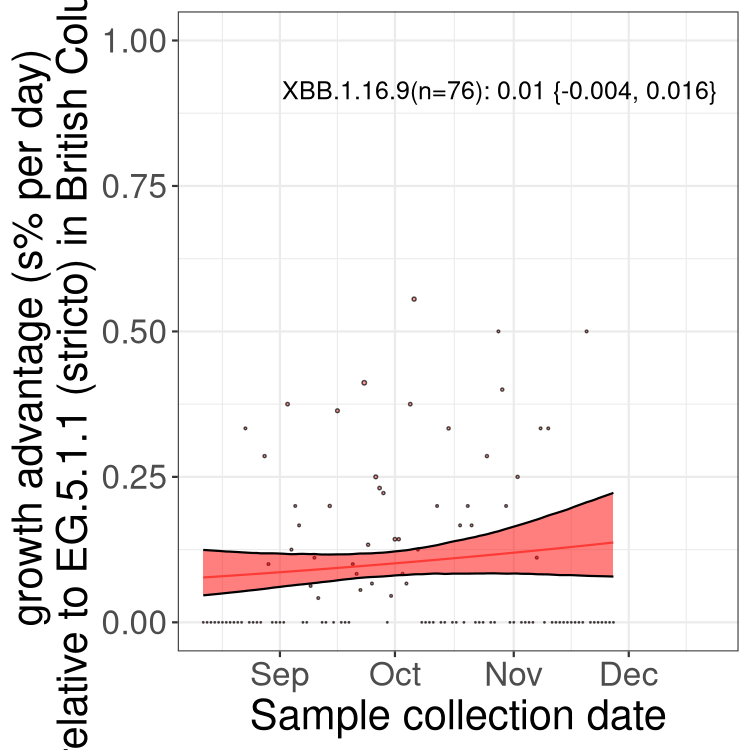 growth advantage (s% per day)
relative to EG.5.1.1 (stricto) in British Colu
1.00
0.75
0.50
0.25
0.00
XBB.1.16.9(n=76): 0.01 {-0.004, 0.016}
Sep
Oct
Nov
Dec
Sample collection date